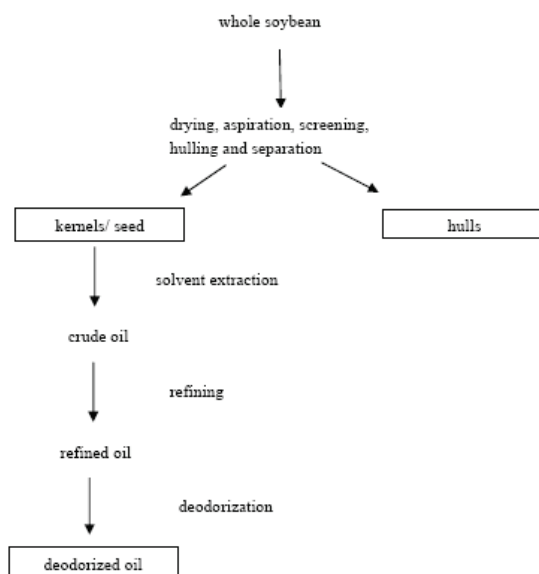 whole soybean
drying, aspiration, screening,
hulling and separation
kernels/ seed
hulls
solvent extraction
crude oil
refining
refined oil
deodorization
deodorized oil